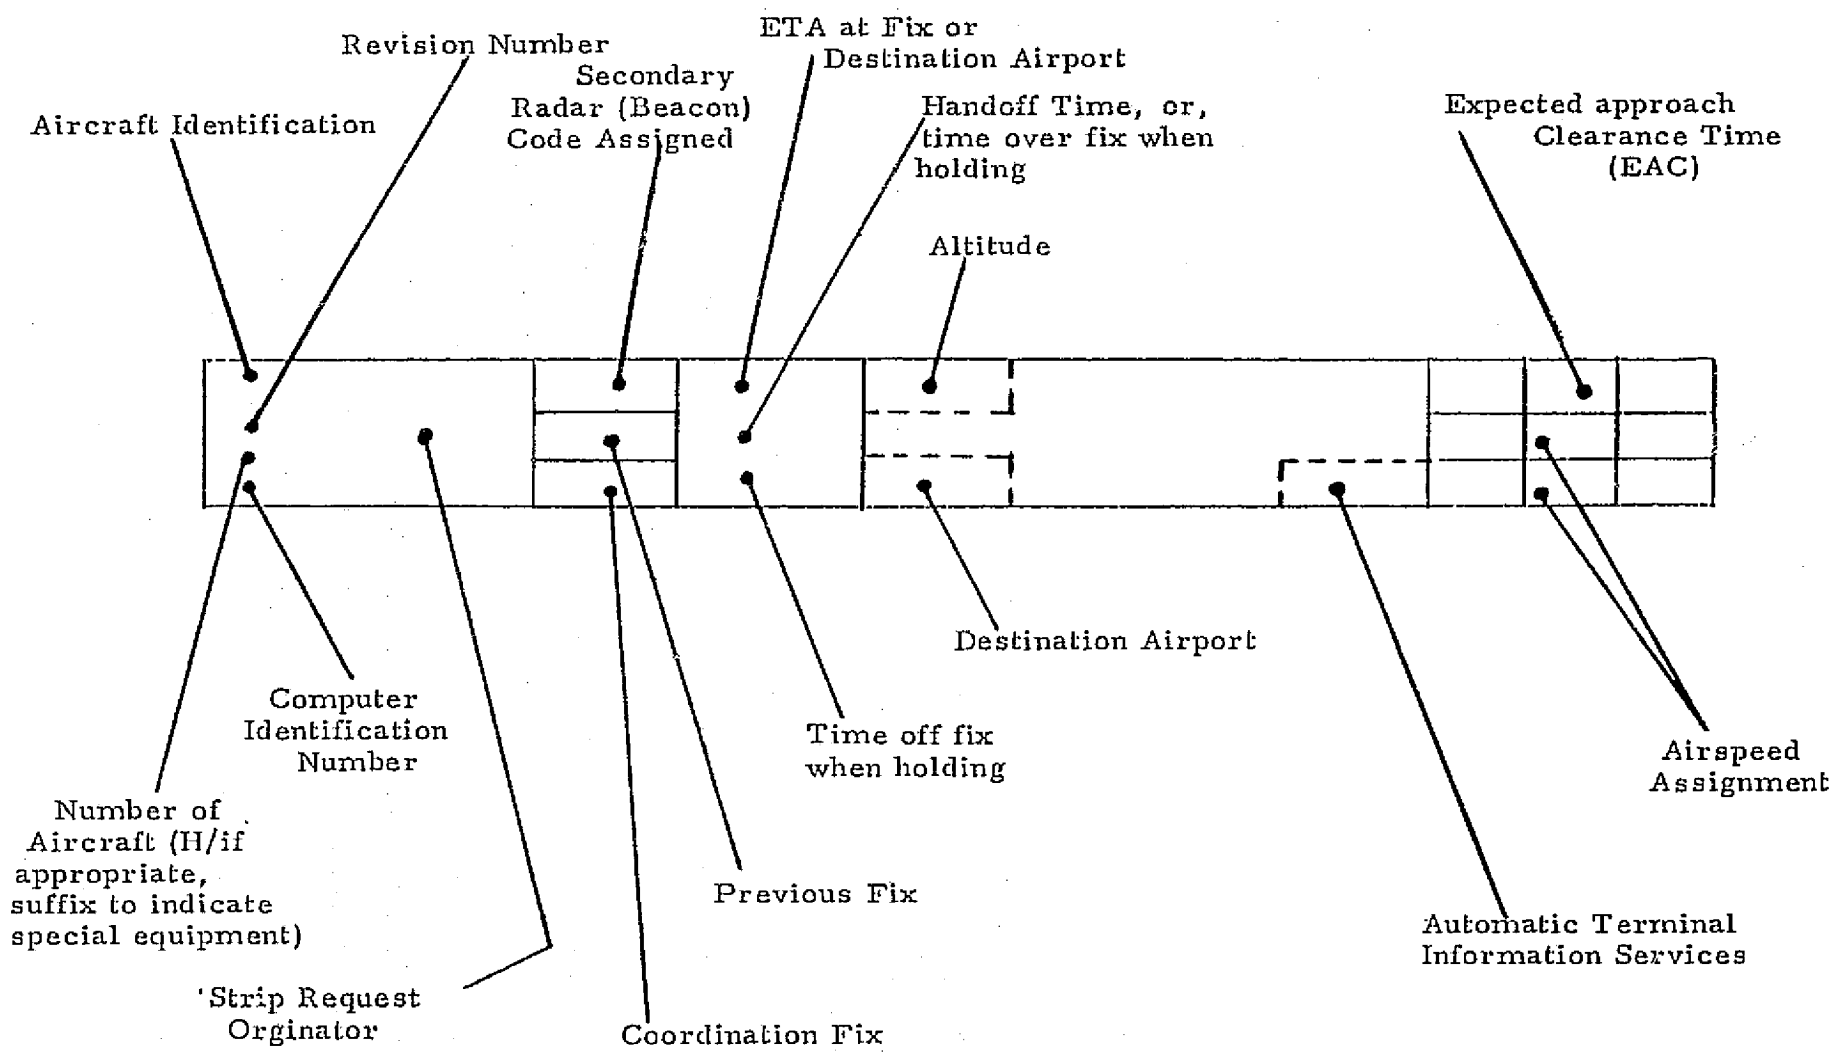 Revision Number
ETA at Fix or
Destination Airport
Secondary
Radar (Beacon)
Code Assigned
Handoff Time, or,
time over fix when
holding
Expected approach
Clearance Time
(EAC)
Aircraft Identification
Altitude
Destination Airport
Computer
Identification
Number
Time off fix
when holding
Airspeed
Assignment
Number of
Aircraft (H/if
appropriate,
suffix to indicate
special equipment)
Previous Fix
Automatic Terminal
Information Services
Strip Request
Orginator
Coordination Fix